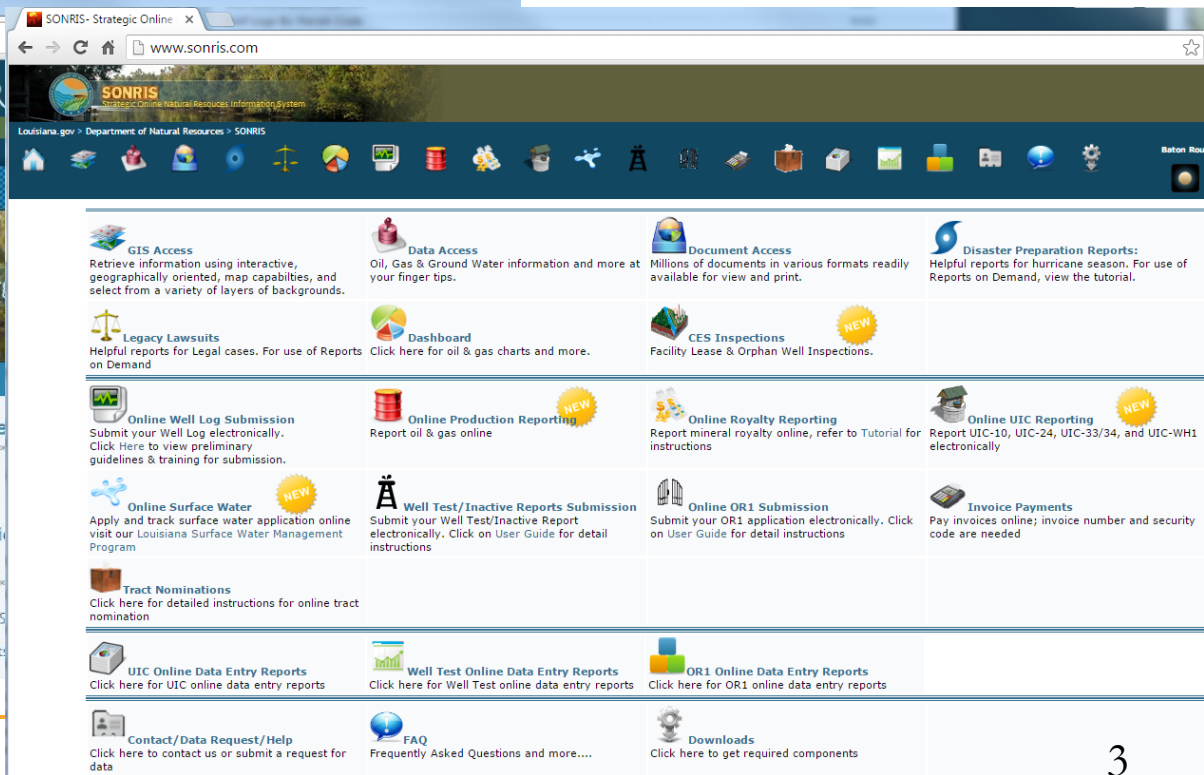 SONRIS- Strategic Online
www.sonris.com
SONRIS
Strategic Online Natural Resouces Information System
Louisiana.gov > Department of Natural Resources > SONRIS
Baton Rou
GIS Access
Retrieve information using interactive,
geographically oriented, map capabilties, and
select from a variety of layers of backgrounds.
Data Access
Oil, Gas & Ground Water information and more at
your finger tips.
Document Access
Millions of documents in various formats readily
available for view and print.
Disaster Preparation Reports:
Helpful reports for hurricane season. For use of
Reports on Demand, view the tutorial.
Legacy Lawsuits
Helpful reports for Legal cases. For use of Reports
on Demand
Dashboard
Click here for oil & gas charts and more.
NEW
CES Inspections
Facility Lease & Orphan Well Inspections.
Online Well Log Submission
Submit your Well Log electronically.
Click Here to view preliminary
guidelines & training for submission.
NEW
Online Production Reporting
Report oil & gas online
Online Royalty Reporting
Report mineral royalty online, refer to Tutorial for
instructions
NEW
Online UIC Reporting
Report UIC-10, UIC-24, UIC-33/34, and UIC-WH1
electronically
NEW
Online Surface Water
Apply and track surface water application online
visit our Louisiana Surface Water Management
Program
Well Test/Inactive Reports Submission
Submit your Well Test/Inactive Report
electronically. Click on User Guide for detail
instructions
Online OR1 Submission
Submit your OR1 application electronically. Click
on User Guide for detail instructions
Invoice Payments
Pay invoices online; invoice number and security
code are needed
Tract Nominations
Click here for detailed instructions for online tract
nomination
UIC Online Data Entry Reports
Click here for UIC online data entry reports
Well Test Online Data Entry Reports
Click here for Well Test online data entry reports
OR1 Online Data Entry Reports
Click here for OR1 online data entry reports
Contact/Data Request/Help
Click here to contact us or submit a request for
data
FAQ
Frequently Asked Questions and more....
Downloads
Click here to get required components
3